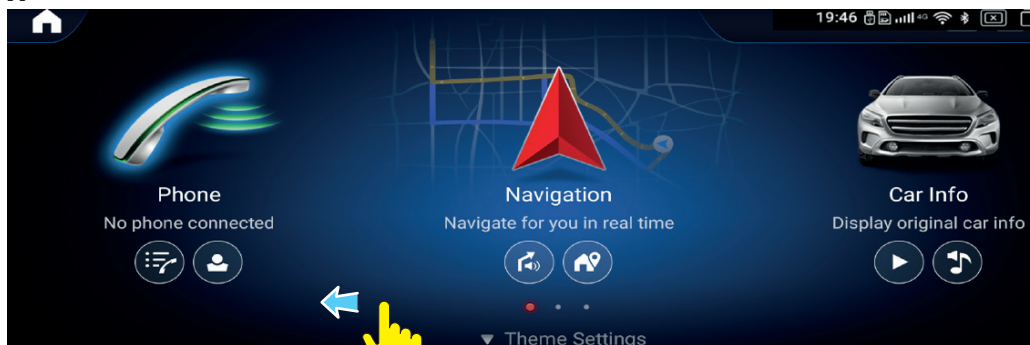 19:46 4G
Phone
No phone connected
Navigation
Navigate for you in real time
Car Info
Display original car info
Theme Settings